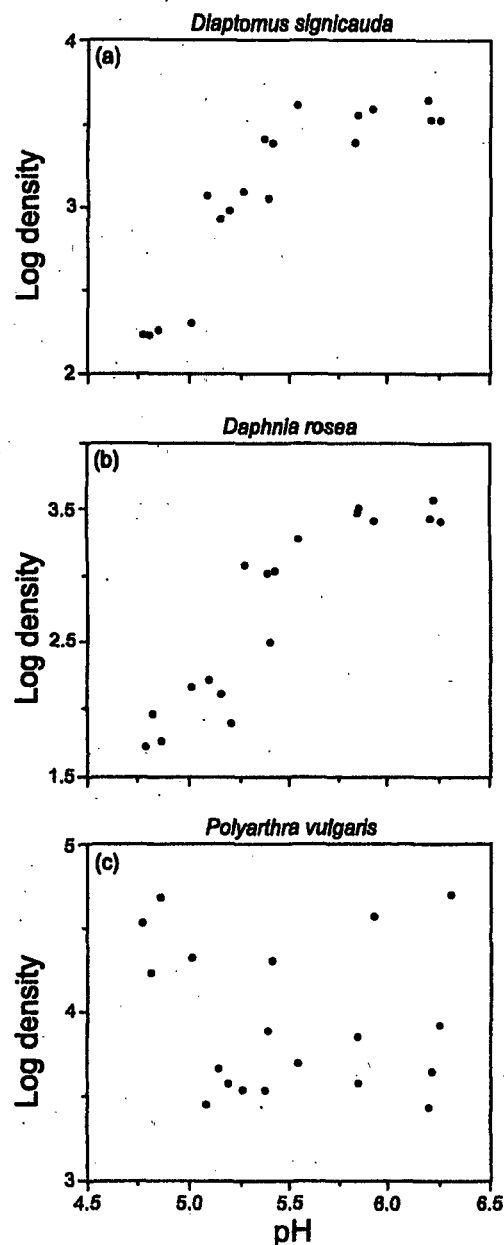 Diaptomus signicauda
(a)
4
3
2
Log density
Daphnia rosea
(b)
3.5
2.5
1.5
Log density
Polyarthra vulgaris
(c)
5
4
3
Log density
4.5 5.0 5.5 6.0 6.5
pH